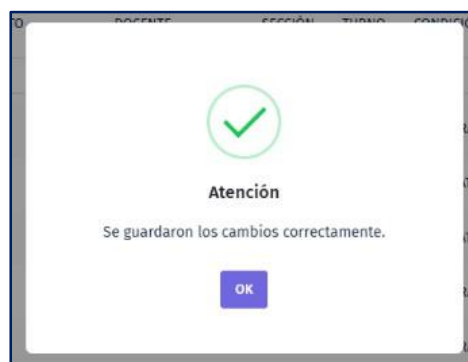 DOCENTE SECCIÓN TURNO
Atención
Se guardaron los cambios correctamente.
OK